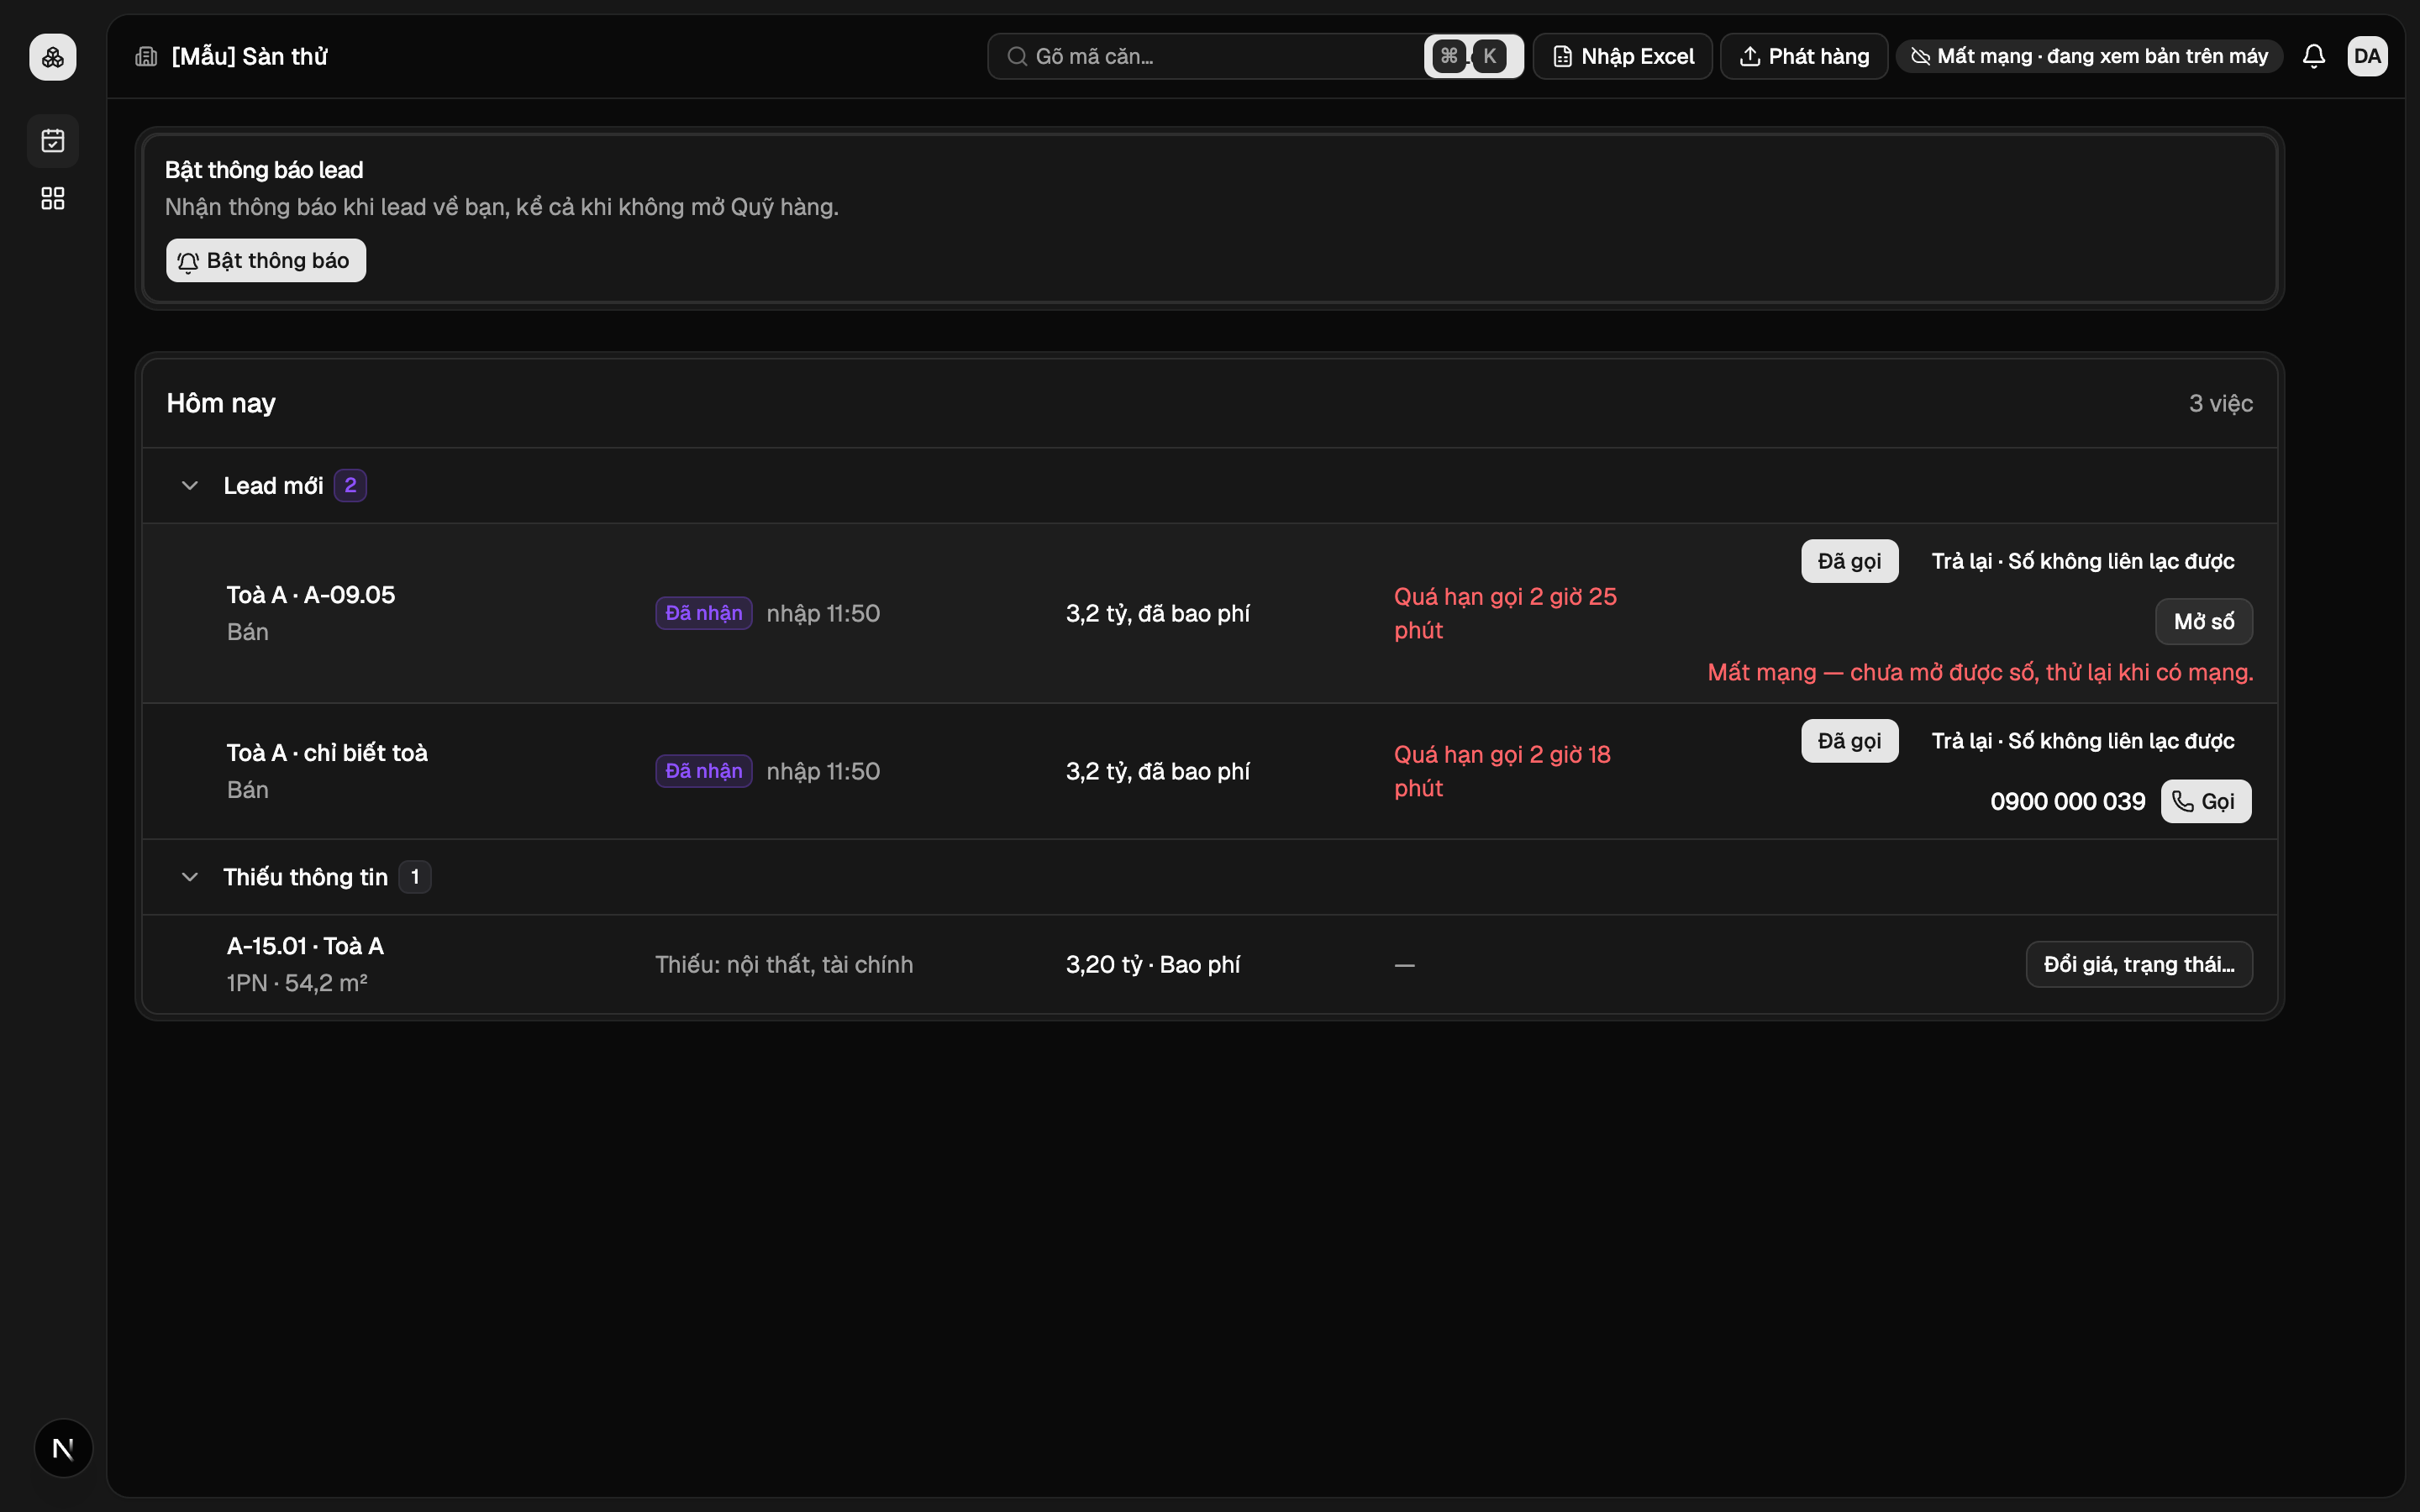 [Mẫu] Sàn thử
Gõ mã căn...
⌘ K
Nhập Excel
Phát hàng
Mất mạng · đang xem bản trên máy
DA
Bật thông báo lead
Nhận thông báo khi lead về bạn, kể cả khi không mở Quỹ hàng.
Bật thông báo
Hôm nay
3 việc
Lead mới 2
Toà A · A-09.05
Bán
Đã nhận nhập 11:50
3,2 tỷ, đã bao phí
Quá hạn gọi 2 giờ 25
phút
Đã gọi
Trả lại · Số không liên lạc được
Mở số
Mất mạng — chưa mở được số, thử lại khi có mạng.
Toà A · chỉ biết toà
Bán
Đã nhận nhập 11:50
3,2 tỷ, đã bao phí
Quá hạn gọi 2 giờ 18
phút
Đã gọi
Trả lại · Số không liên lạc được
0900 000 039
Gọi
Thiếu thông tin 1
A-15.01 · Toà A
1PN · 54,2 m²
Thiếu: nội thất, tài chính
3,20 tỷ · Bao phí
—
Đổi giá, trạng thái...
N